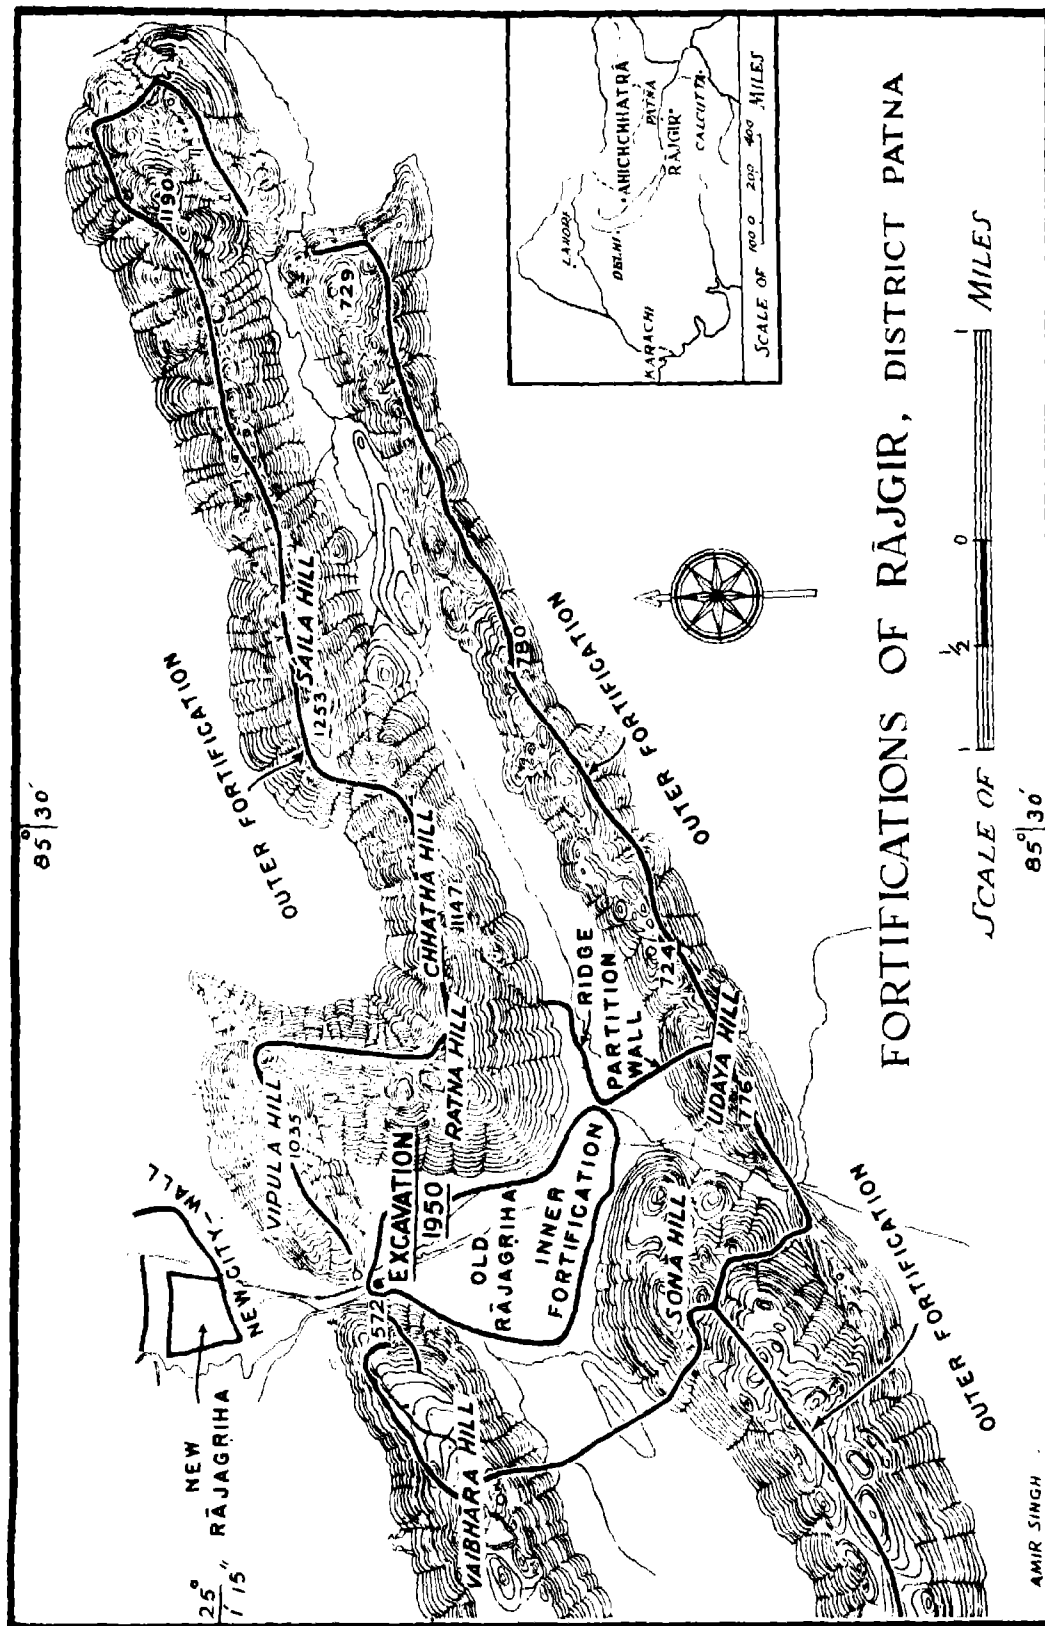 85° 30′
25°
1′ 15″
NEW
RĀJAGRIHA
NEW CITY-WALL
VIPULA HILL
1035
OUTER FORTIFICATION
1190
SAILA HILL
1253
729
572
EXCAVATION
1950
RATNA HILL
CHHATHA HILL
1147
VAIBHARA HILL
OLD
RĀJAGRIHA
INNER
FORTIFICATION
RIDGE
PARTITION
WALL
780
OUTER FORTIFICATION
724
UDAYA HILL
776
SONA HILL
OUTER FORTIFICATION
LAHORE
DELHI
AHICHCHHATRĀ
PATNA
RĀJGIR
CALCUTTA
KARACHI
SCALE OF 100 0 200 400 MILES
FORTIFICATIONS OF RĀJGIR, DISTRICT PATNA
SCALE OF 1 ½ 0 1 MILES
AMIR SINGH
85° 30′